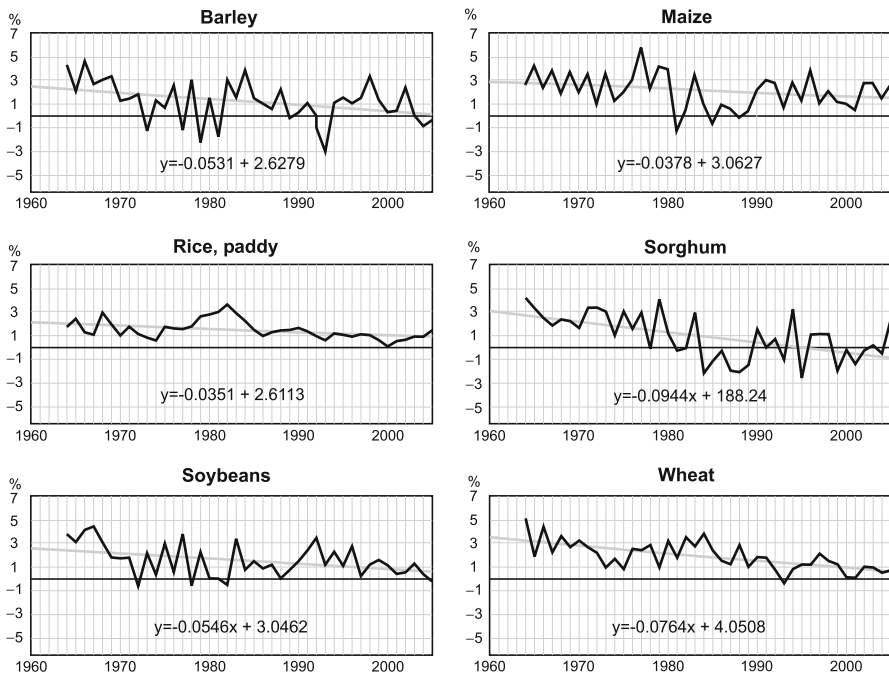 Barley
%
7
5
3
1
−1
−3
−5
y=-0.0531 + 2.6279
1960 1970 1980 1990 2000
Maize
%
7
5
3
1
−1
−3
−5
y=-0.0378 + 3.0627
1960 1970 1980 1990 2000
Rice, paddy
%
7
5
3
1
−1
−3
−5
y=-0.0351 + 2.6113
1960 1970 1980 1990 2000
Sorghum
%
7
5
3
1
−1
−3
−5
y=-0.0944x + 188.24
1960 1970 1980 1990 2000
Soybeans
%
7
5
3
1
−1
−3
−5
y=-0.0546x + 3.0462
1960 1970 1980 1990 2000
Wheat
%
7
5
3
1
−1
−3
−5
y=-0.0764x + 4.0508
1960 1970 1980 1990 2000